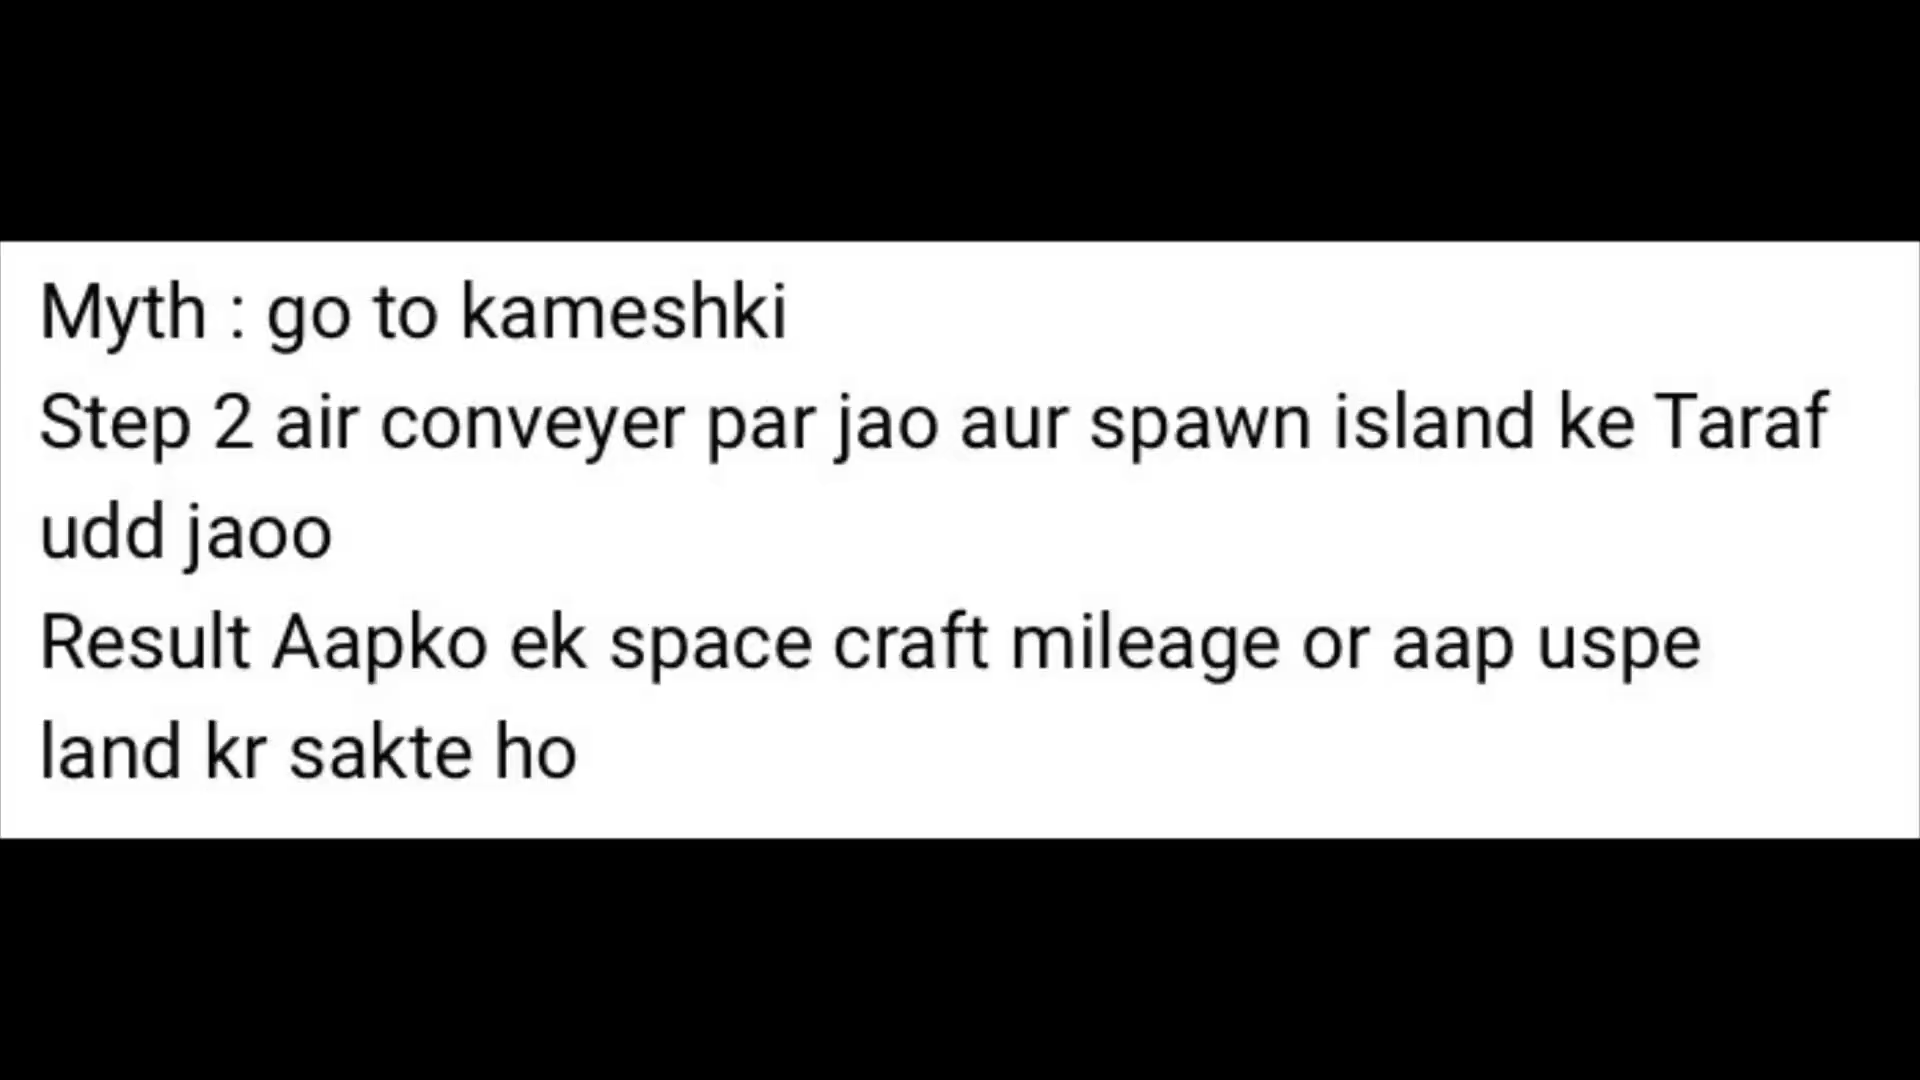 Myth : go to kameshki
Step 2 air conveyer par jao aur spawn island ke Taraf
udd jaoo
Result Aapko ek space craft mileage or aap uspe
land kr sakte ho